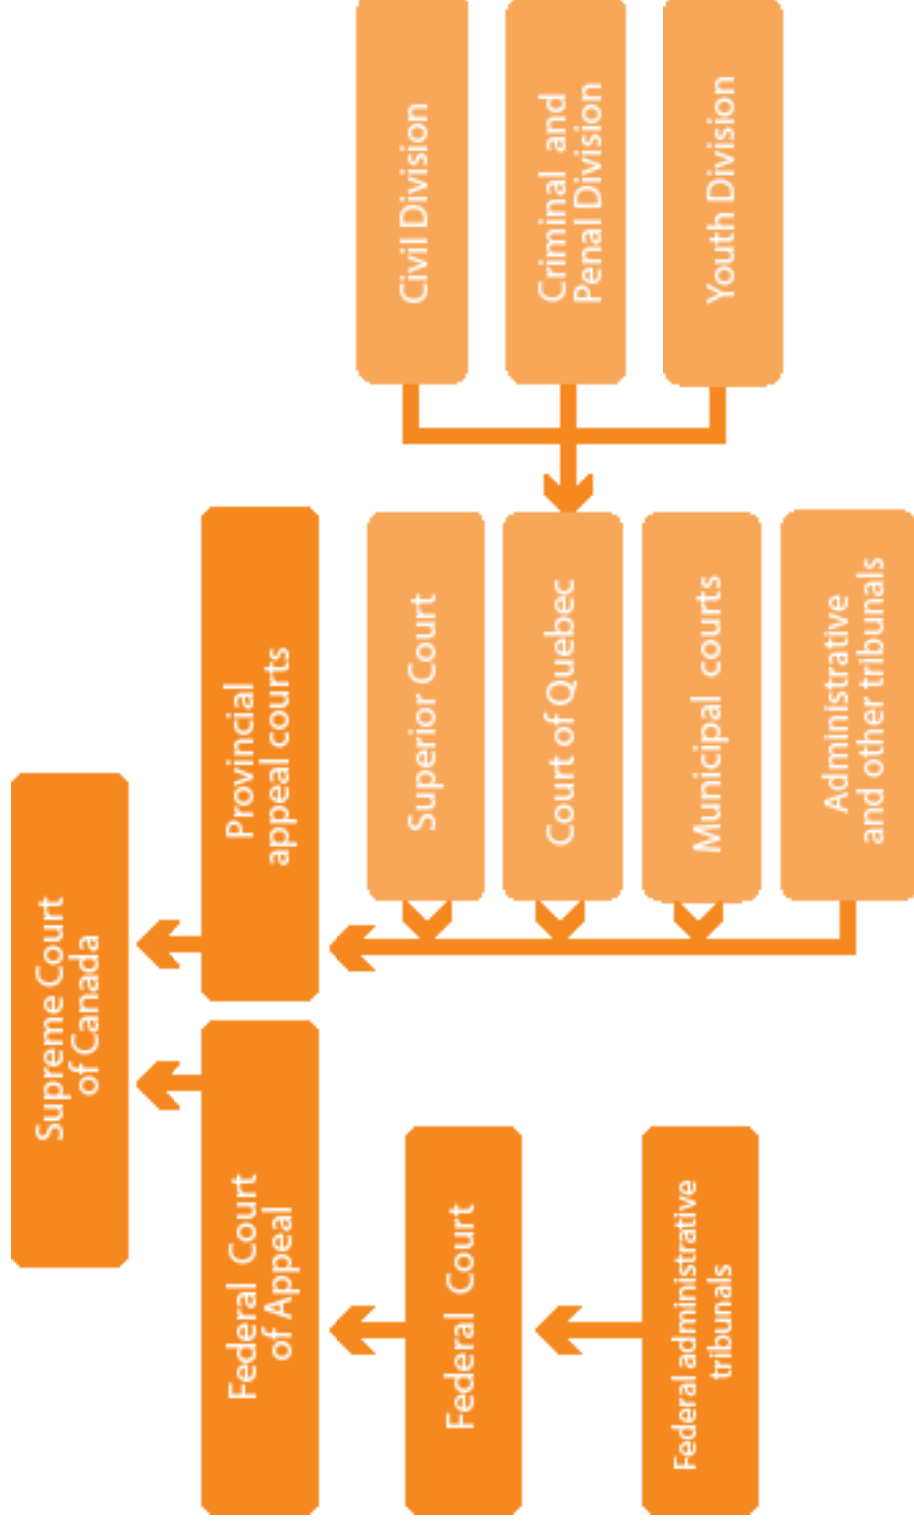 Supreme Court
of Canada
Federal Court
of Appeal
Provincial
appeal courts
Federal Court
Superior Court
Civil Division
Court of Quebec
Criminal and
Penal Division
Federal administrative
tribunals
Municipal courts
Youth Division
Administrative
and other tribunals